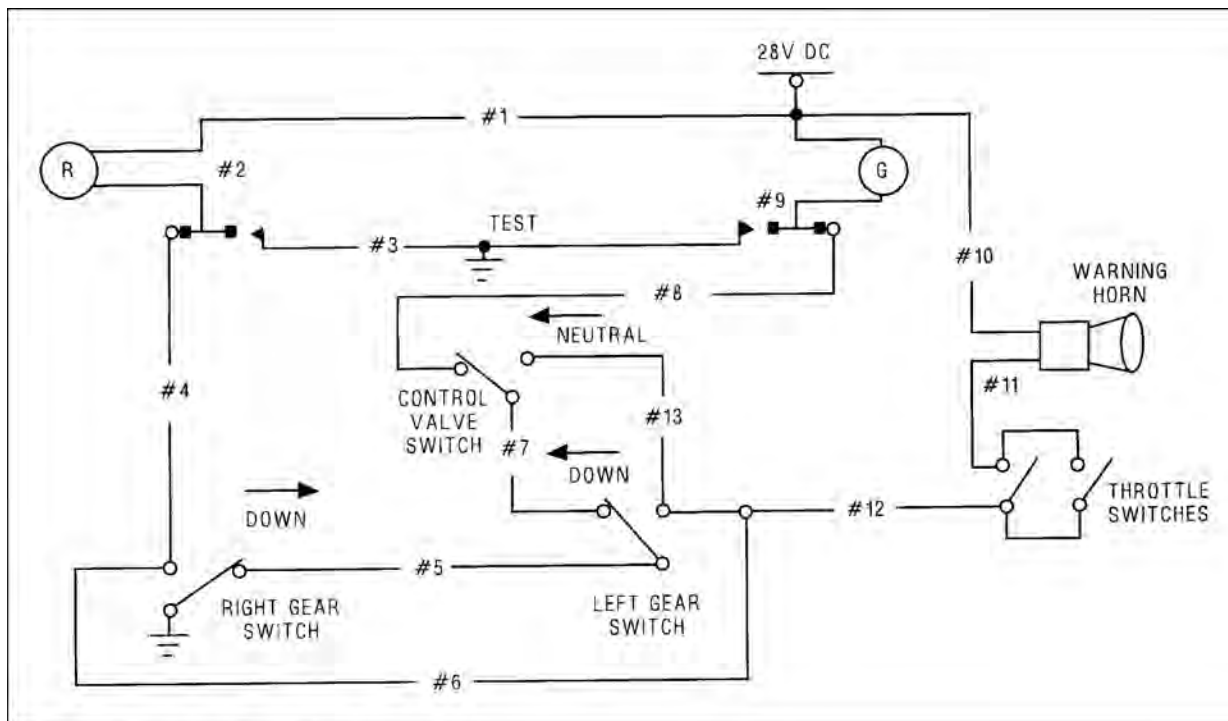 28V DC
#1
R
#2
G
#9
TEST
#3
#10
WARNING
HORN
#8
NEUTRAL
#11
#4
CONTROL
VALVE
SWITCH
#13
#7
DOWN
DOWN
#12
THROTTLE
SWITCHES
#5
RIGHT GEAR
SWITCH
LEFT GEAR
SWITCH
#6